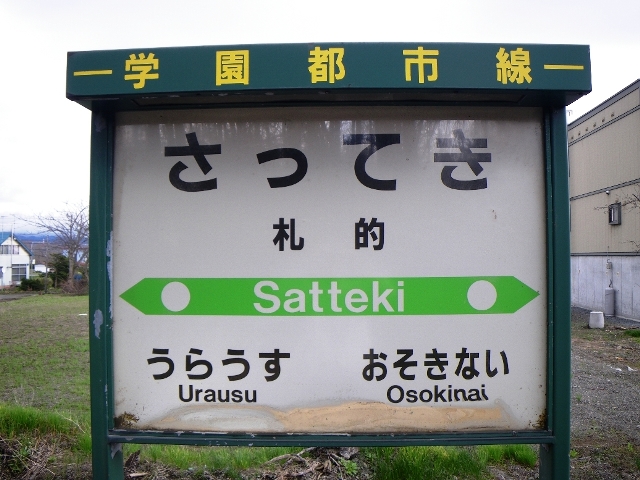 ー学園都市線ー
さってき
札的
Satteki
うらうす おそきない
Urausu Osokinai